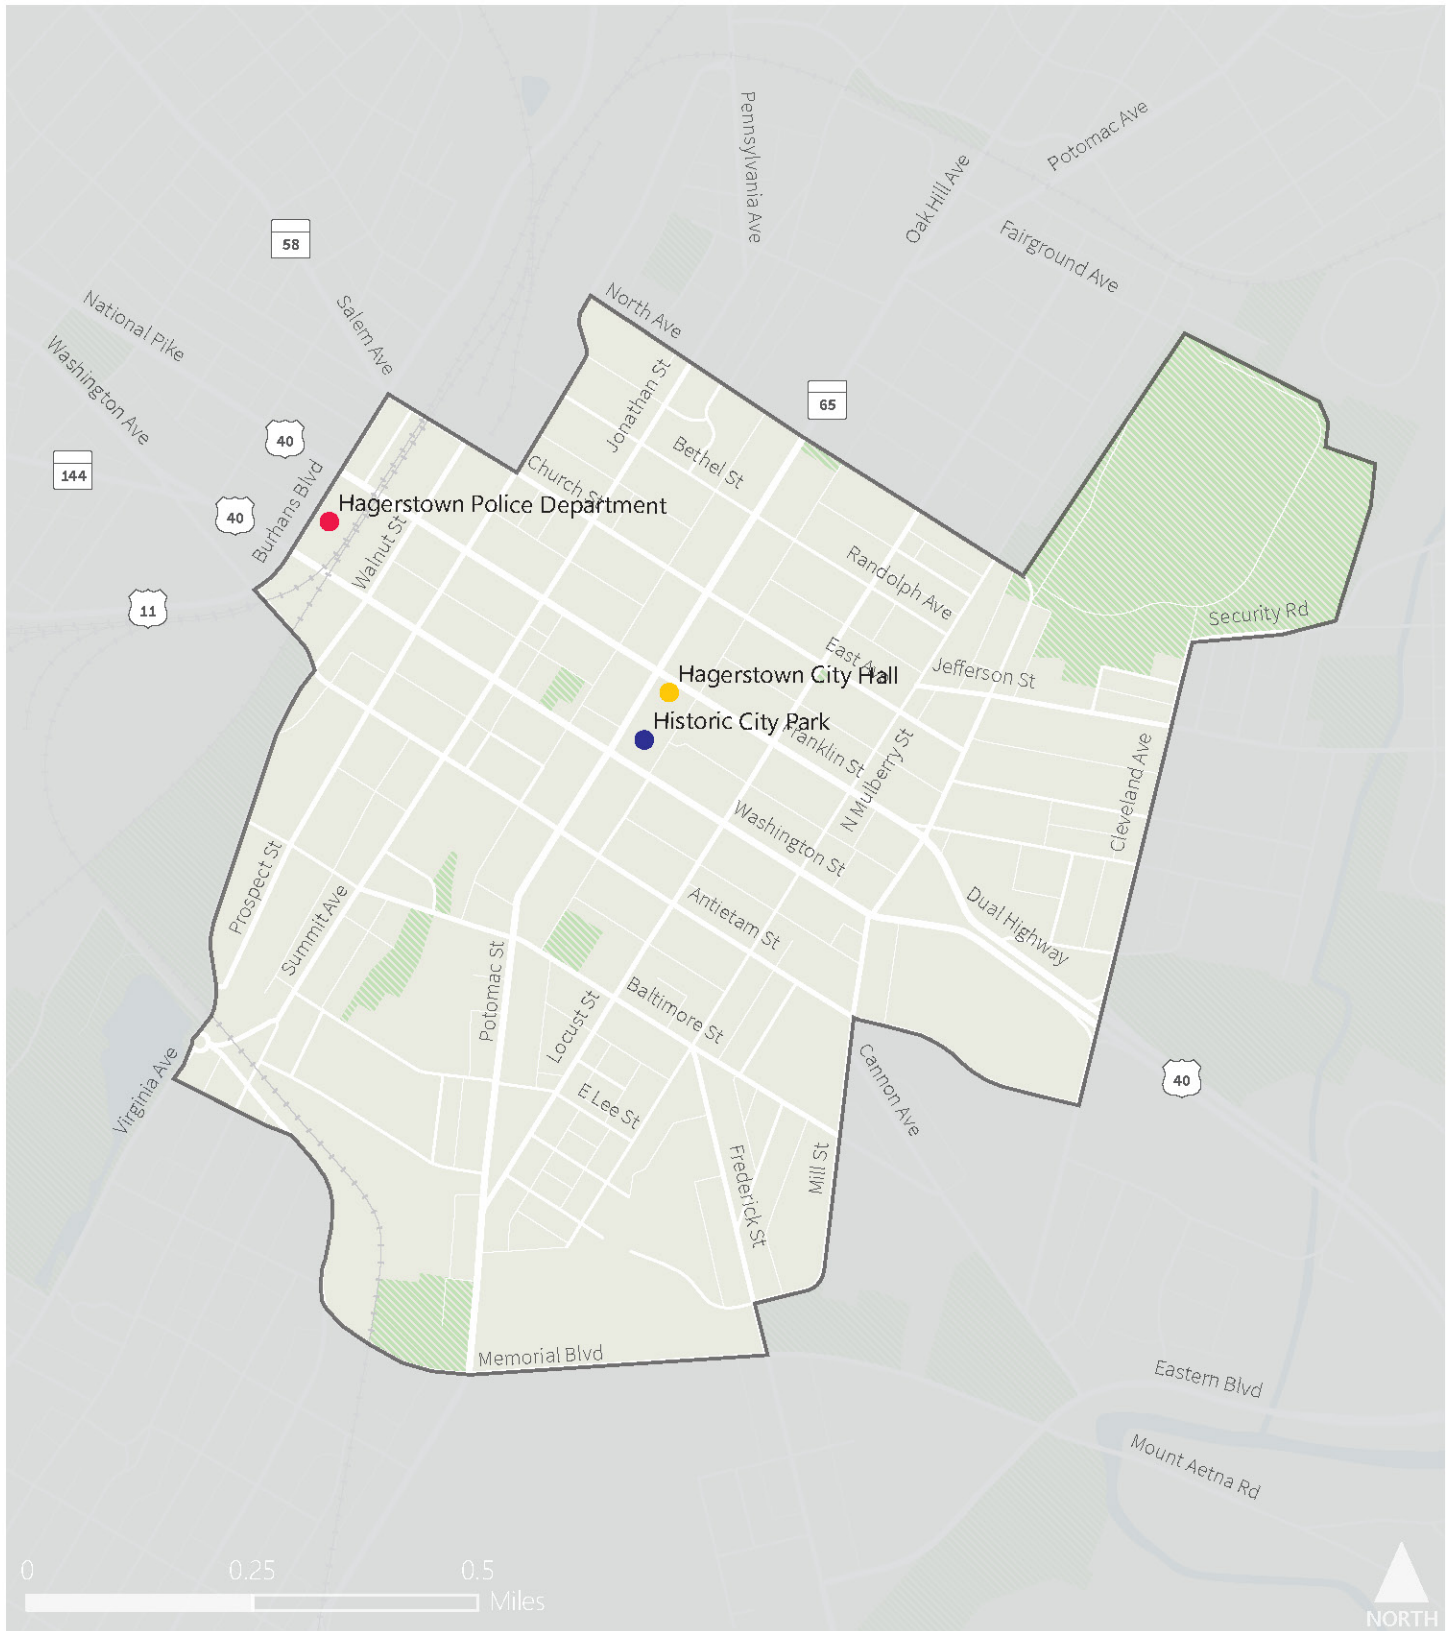 Pennsylvania Ave
Potomac Ave
Oak Hill Ave
Fairground Ave
58
National Pike
Salem Ave
Washington Ave
North Ave
65
Jonathan St
40
144
Bethel St
Church St
Burhans Blvd
40
Hagerstown Police Department
Walnut St
Randolph Ave
11
Security Rd
East Ave
Jefferson St
Hagerstown City Hall
Historic City Park
Franklin St
N Mulberry St
Cleveland Ave
Washington St
Prospect St
Summit Ave
Antietam St
Dual Highway
Potomac St
Locust St
Baltimore St
Virginia Ave
E Lee St
Cannon Ave
40
Frederick St
Mill St
Memorial Blvd
Eastern Blvd
Mount Aetna Rd
0 0.25 0.5
Miles
NORTH